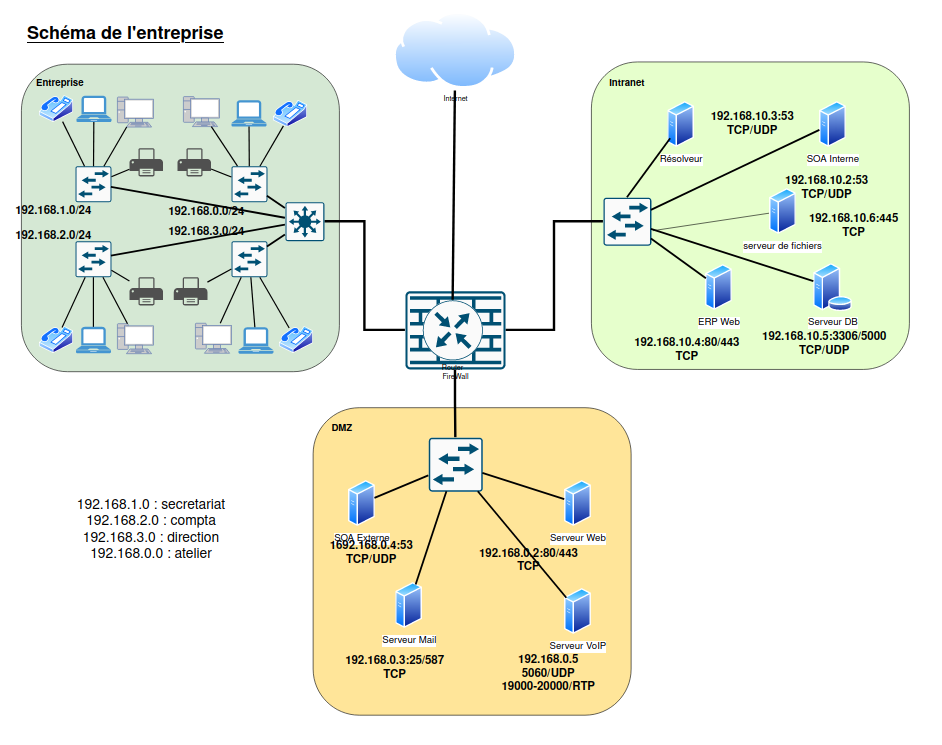 Schéma de l'entreprise
Internet
Entreprise
192.168.1.0/24
192.168.0.0/24
192.168.2.0/24
192.168.3.0/24
Intranet
192.168.10.3:53
TCP/UDP
Résolveur
SOA Interne
192.168.10.2:53
TCP/UDP
192.168.10.6:445
TCP
serveur de fichiers
ERP Web
192.168.10.4:80/443
TCP
Serveur DB
192.168.10.5:3306/5000
TCP/UDP
Router
FireWall
DMZ
SOA Externe
1692.168.0.4:53
TCP/UDP
Serveur Web
192.168.0.2:80/443
TCP
Serveur Mail
192.168.0.3:25/587
TCP
Serveur VoIP
192.168.0.5
5060/UDP
19000-20000/RTP
192.168.1.0 : secretariat
192.168.2.0 : compta
192.168.3.0 : direction
192.168.0.0 : atelier